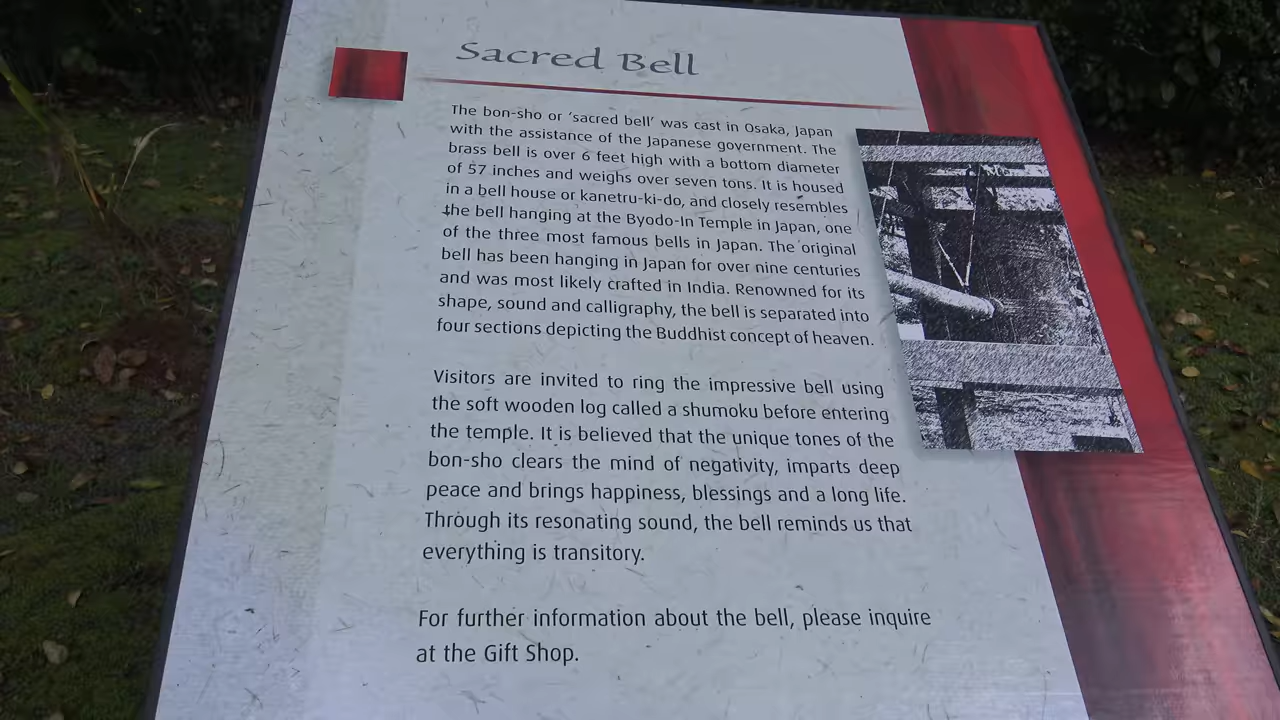 Sacred Bell
The bon-sho or ‘sacred bell’ was cast in Osaka, Japan
with the assistance of the Japanese government. The
brass bell is over 6 feet high with a bottom diameter
of 57 inches and weighs over seven tons. It is housed
in a bell house or kanetru-ki-do, and closely resembles
the bell hanging at the Byodo-In Temple in Japan, one
of the three most famous bells in Japan. The original
bell has been hanging in Japan for over nine centuries
and was most likely crafted in India. Renowned for its
shape, sound and calligraphy, the bell is separated into
four sections depicting the Buddhist concept of heaven.
Visitors are invited to ring the impressive bell using
the soft wooden log called a shumoku before entering
the temple. It is believed that the unique tones of the
bon-sho clears the mind of negativity, imparts deep
peace and brings happiness, blessings and a long life.
Through its resonating sound, the bell reminds us that
everything is transitory.
For further information about the bell, please inquire
at the Gift Shop.